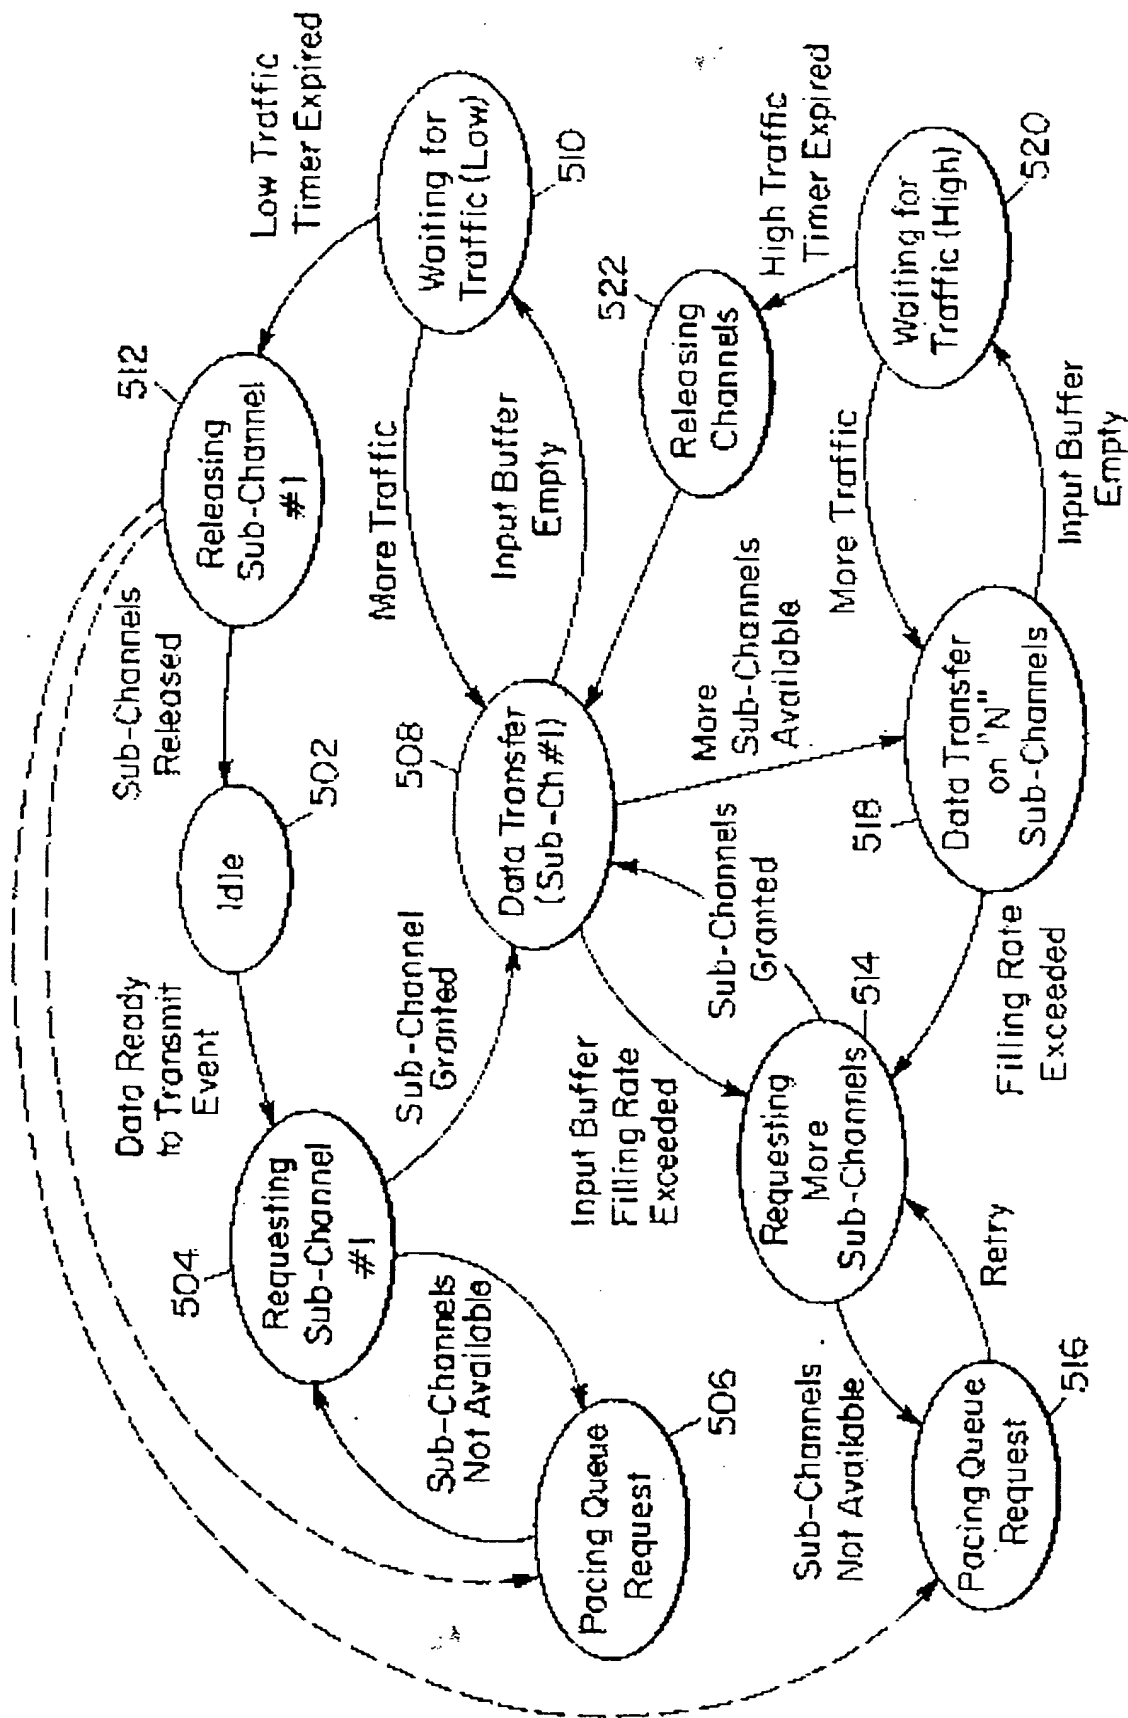 Low Traffic
Timer Expired
512
Releasing
Sub-Channel
#1
Sub-Channels
Released
Idle
502
Data Ready
to Transmit
Event
504
Requesting
Sub-Channel
#1
Waiting for
Traffic (Low)
510
More Traffic
Input Buffer
Empty
508
Data Transfer
(Sub-Ch#1)
Sub-Channel
Granted
Sub-Channels
Not Available
Pacing Queue
Request
506
High Traffic
Timer Expired
522
Releasing
Channels
More
Sub-Channels
Available
Sub-Channels
Granted
Input Buffer
Filling Rate
Exceeded
Waiting for
Traffic (High)
520
More Traffic
Input Buffer
Empty
518
Data Transfer
on "N"
Sub-Channels
Filling Rate
Exceeded
514
Requesting
More
Sub-Channels
Retry
Sub-Channels
Not Available
Pacing Queue
Request
516